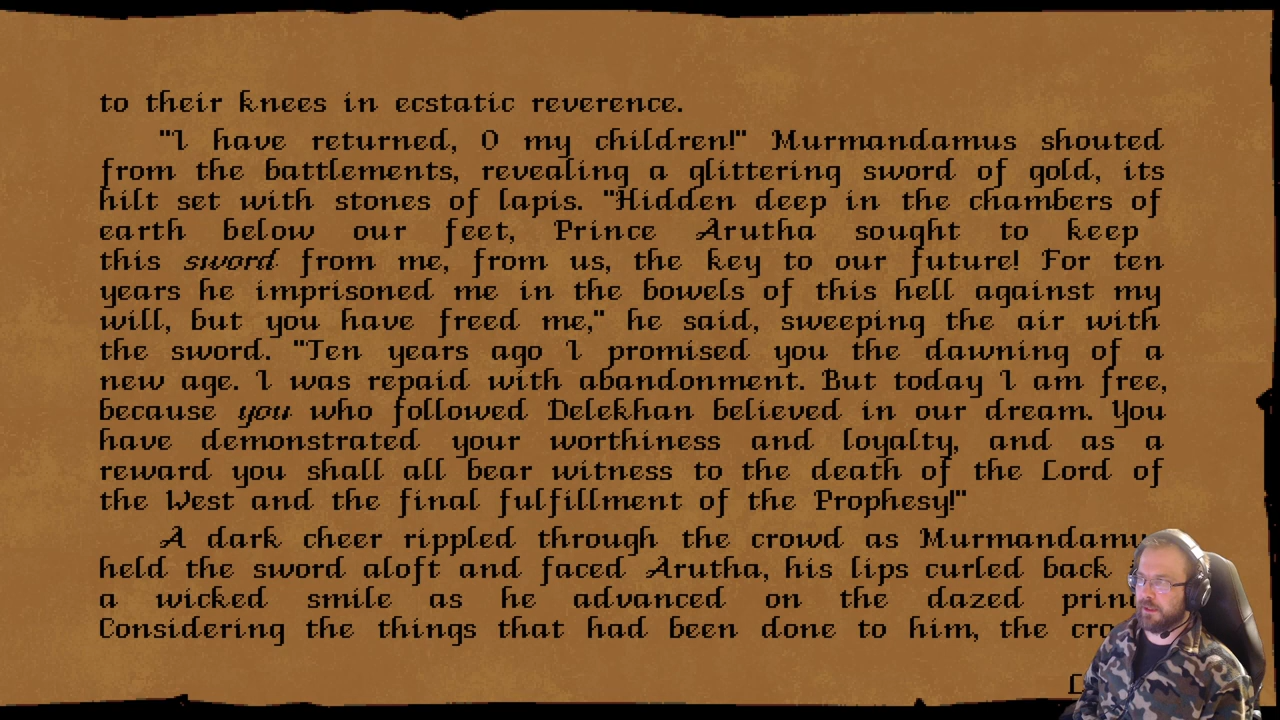 to their knees in ecstatic reverence.
"I have returned, O my children!" Murmandamus shouted
from the battlements, revealing a glittering sword of gold, its
hilt set with stones of lapis. "Hidden deep in the chambers of
earth below our feet, Prince Arutha sought to keep
this sword from me, from us, the key to our future! For ten
years he imprisoned me in the bowels of this hell against my
will, but you have freed me," he said, sweeping the air with
the sword. "Ten years ago I promised you the dawning of a
new age. I was repaid with abandonment. But today I am free,
because you who followed Delekhan believed in our dream. You
have demonstrated your worthiness and loyalty, and as a
reward you shall all bear witness to the death of the Lord of
the West and the final fulfillment of the Prophesy!"
A dark cheer rippled through the crowd as
held the sword aloft and faced Arutha, his lips curled back
a wicked smile as he advanced on the dazed
Considering the things that had been done to him, the